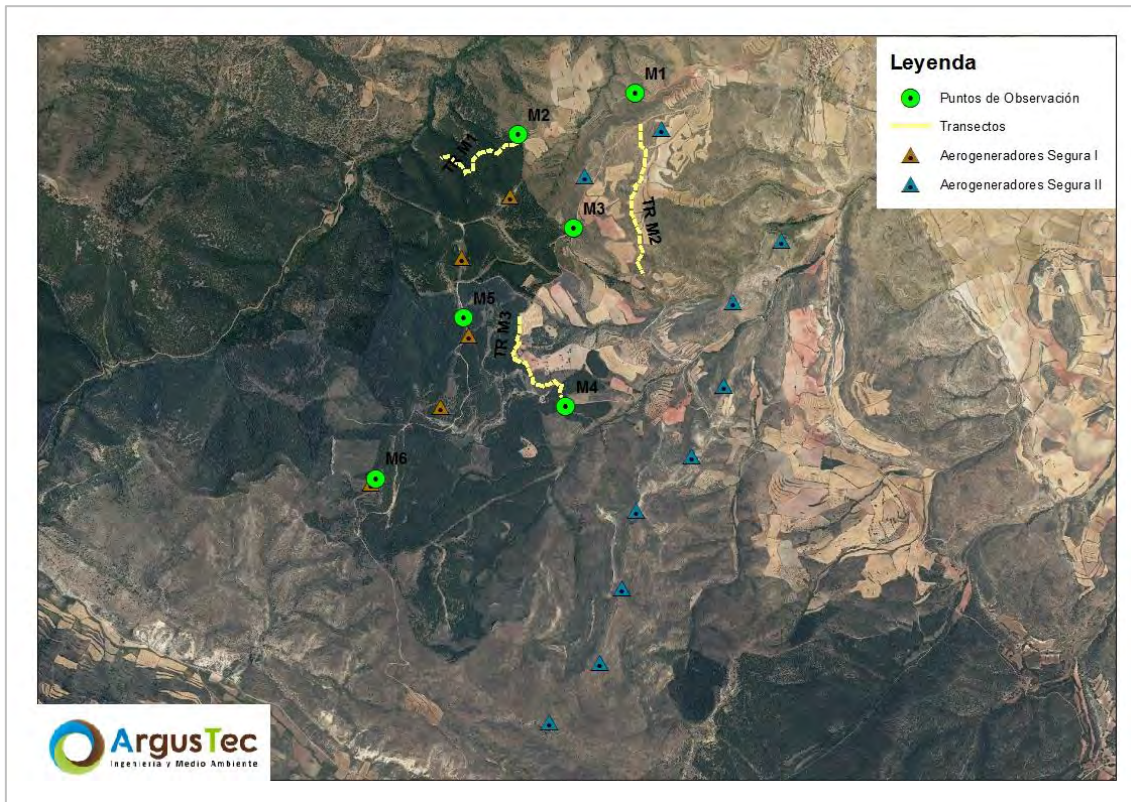 Leyenda
Puntos de Observación
Transectos
Aerogeneradores Segura I
Aerogeneradores Segura II
M1
M2
TR M1
M3
TR M2
M5
TR M3
M4
M6
ArgusTec
Ingeniería y Medio Ambiente